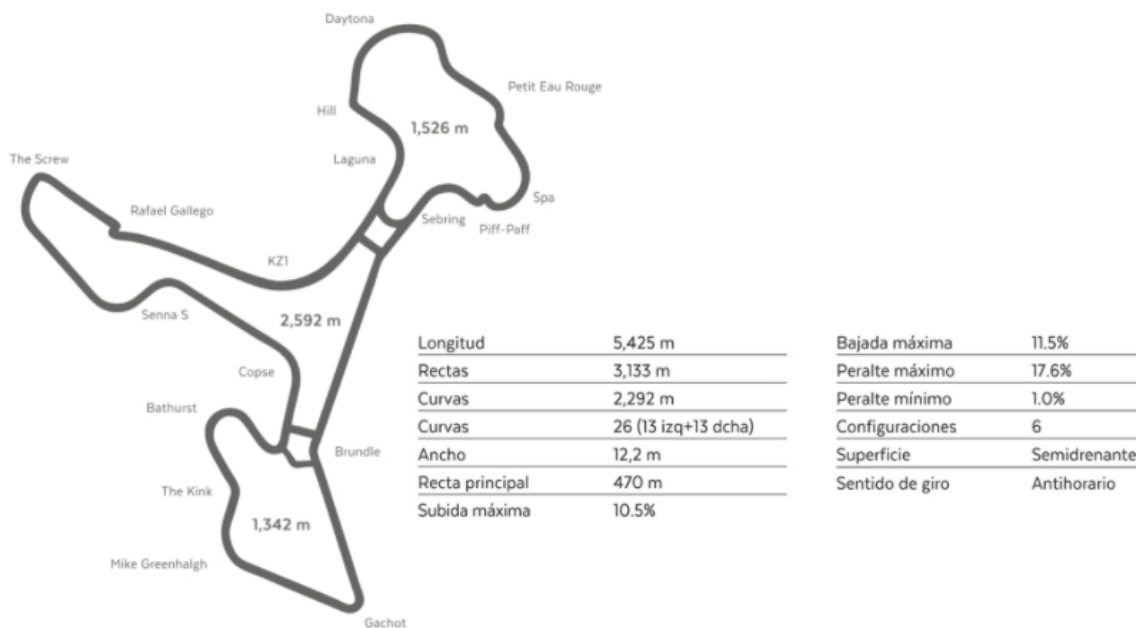 Daytona
Petit Eau Rouge
Hill
1,526 m
Laguna
The Screw
Spa
Rafael Gallego
Sebring
Piff-Paff
KZ1
Senna S
2,592 m
Copse
Bathurst
Brundle
The Kink
1,342 m
Mike Greenhalgh
Gachot
Longitud 5,425 m
Rectas 3,133 m
Curvas 2,292 m
Curvas 26 (13 izq+13 dcha)
Ancho 12,2 m
Recta principal 470 m
Subida máxima 10.5%
Bajada máxima 11.5%
Peralte máximo 17.6%
Peralte mínimo 1.0%
Configuraciones 6
Superficie Semidrenante
Sentido de giro Antihorario